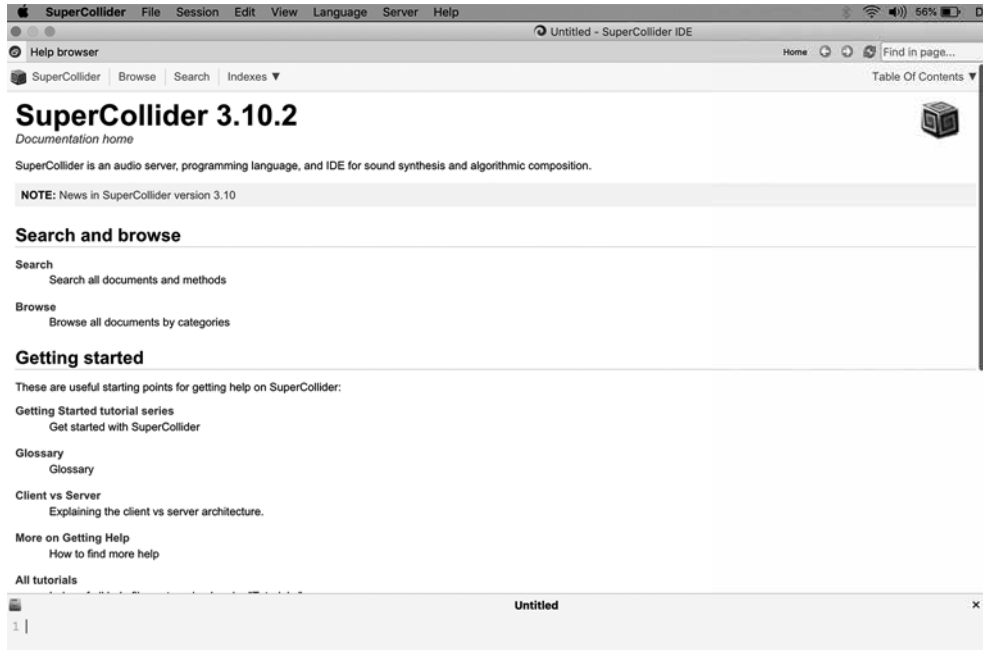 SuperCollider File Session Edit View Language Server Help 56% D
Untitled - SuperCollider IDE
Help browser Home Find in page...
SuperCollider Browse Search Indexes ▼ Table Of Contents ▼
SuperCollider 3.10.2
Documentation home
SuperCollider is an audio server, programming language, and IDE for sound synthesis and algorithmic composition.
NOTE: News in SuperCollider version 3.10
Search and browse
Search
Search all documents and methods
Browse
Browse all documents by categories
Getting started
These are useful starting points for getting help on SuperCollider:
Getting Started tutorial series
Get started with SuperCollider
Glossary
Glossary
Client vs Server
Explaining the client vs server architecture.
More on Getting Help
How to find more help
All tutorials
Untitled ×
1